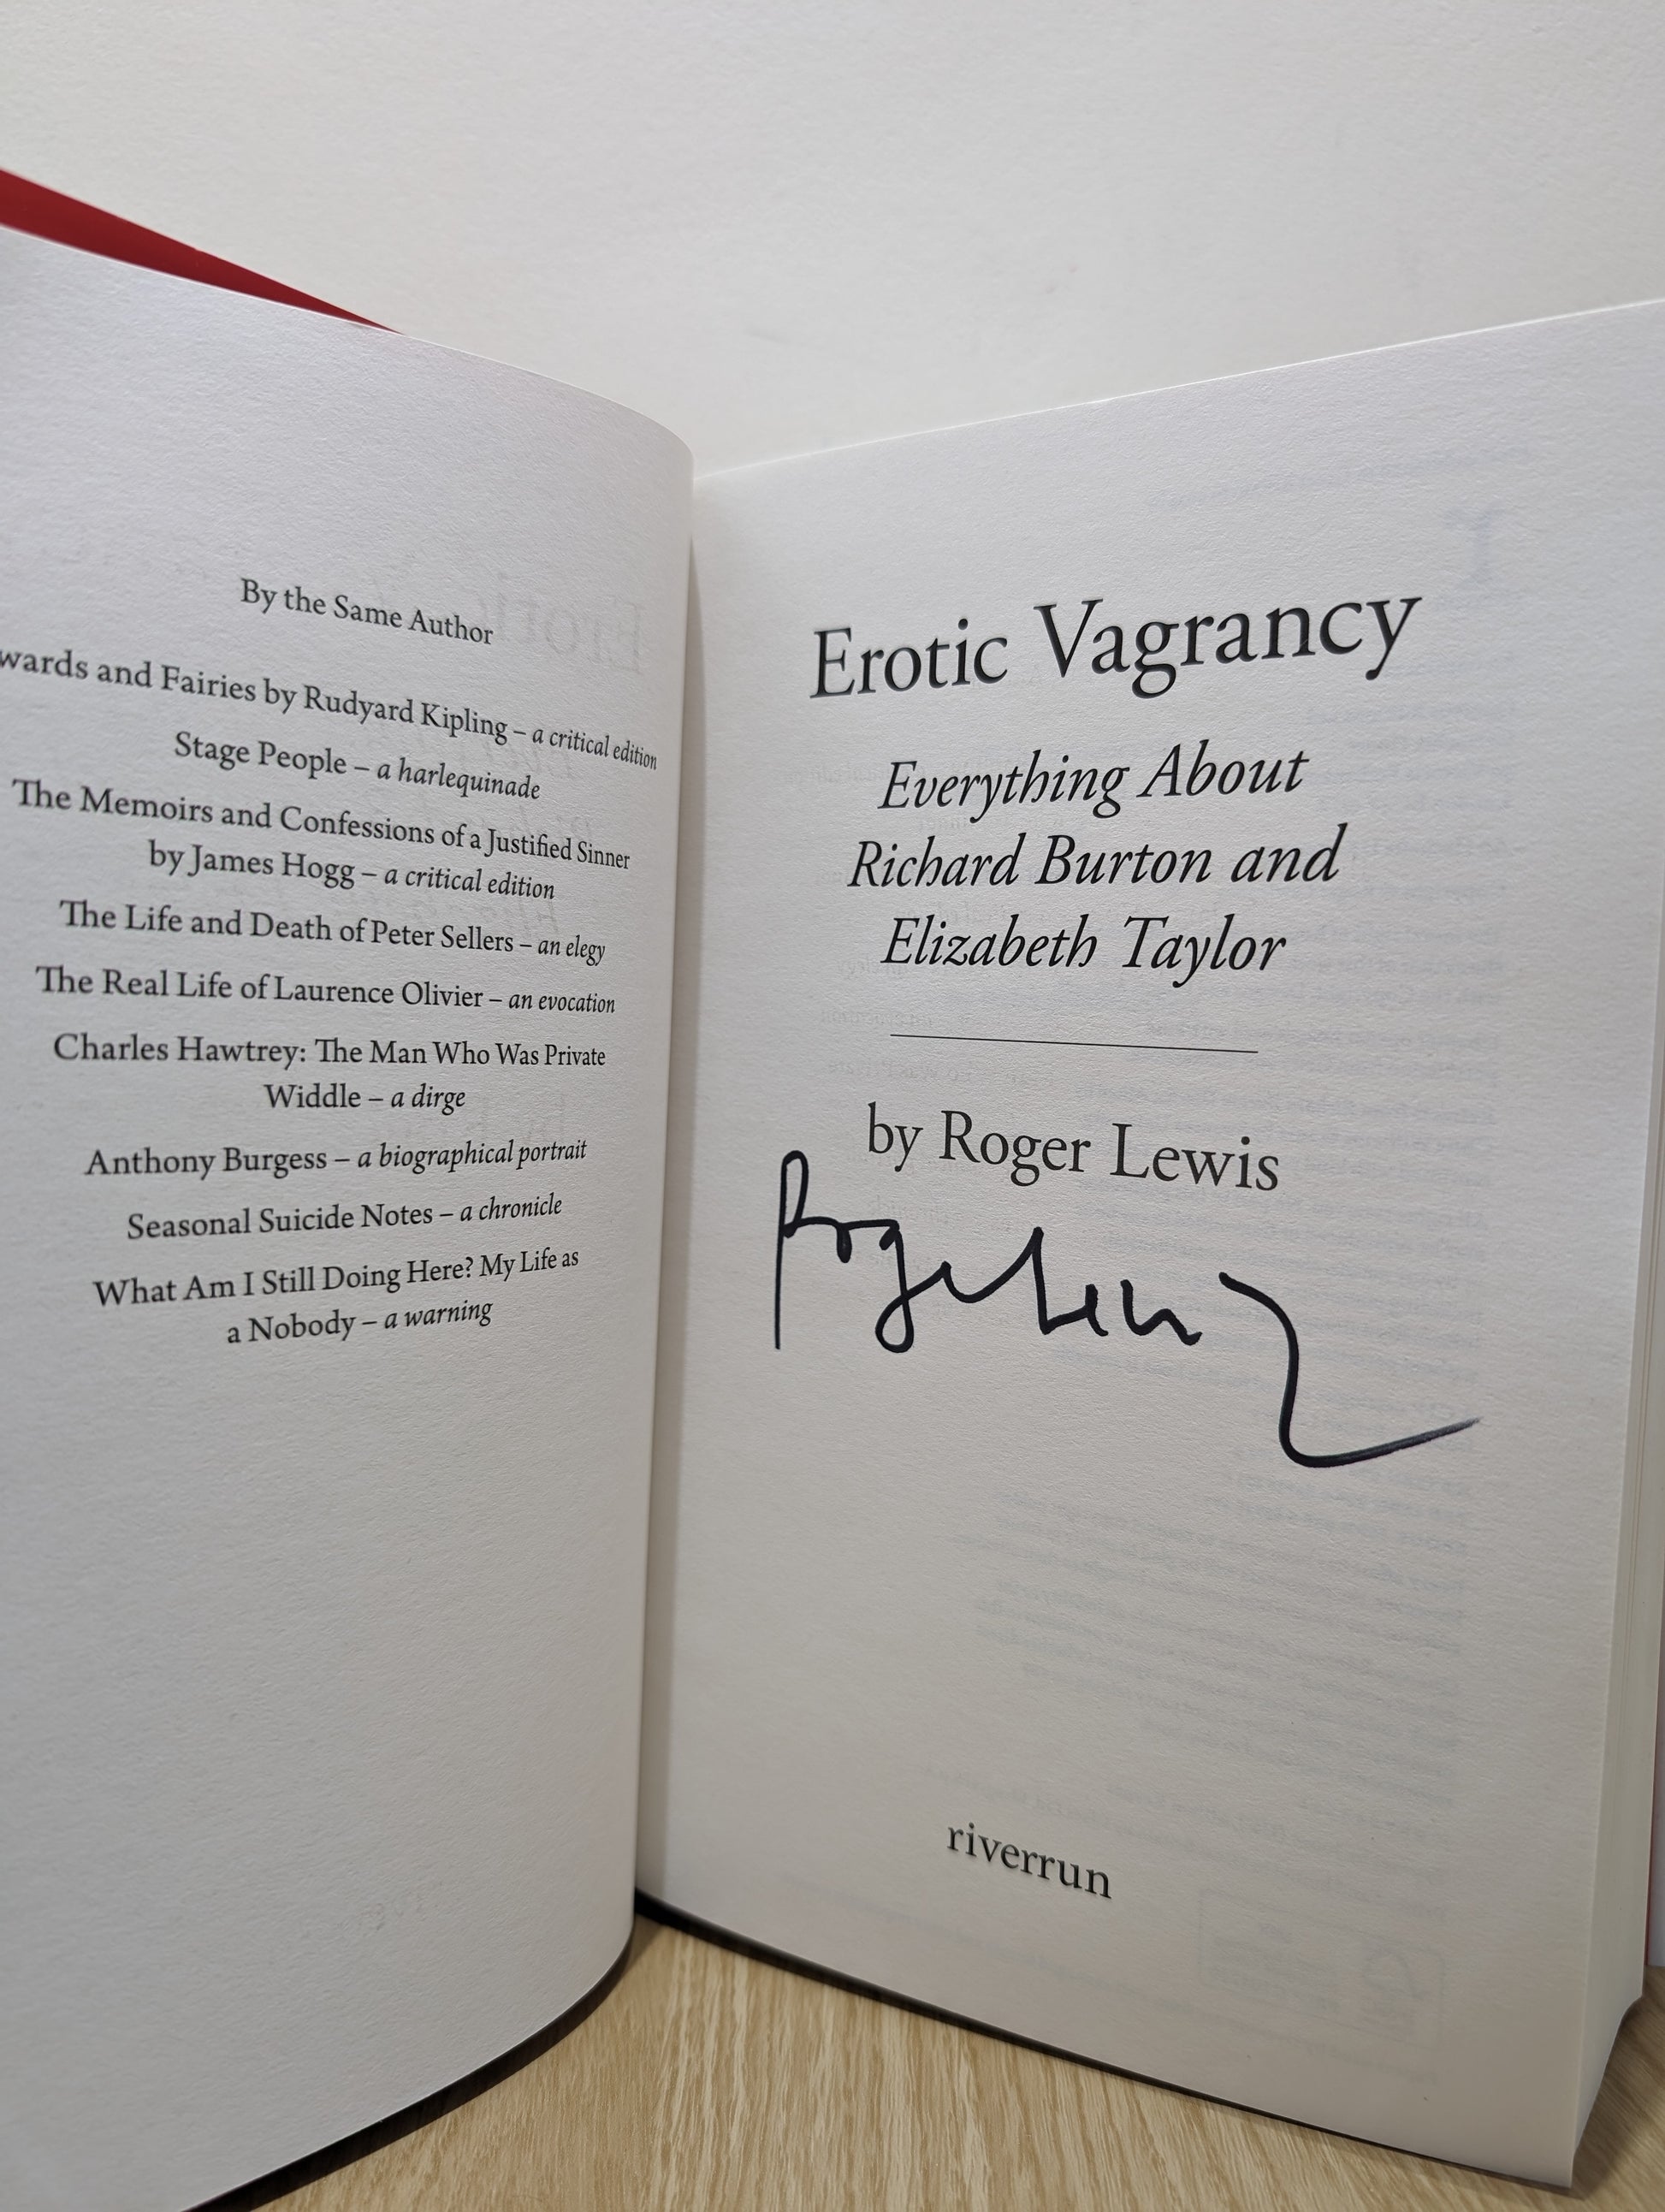 By the Same Author
wards and Fairies by Rudyard Kipling – a critical edition
Stage People – a harlequinade
The Memoirs and Confessions of a Justified Sinner
by James Hogg – a critical edition
The Life and Death of Peter Sellers – an elegy
The Real Life of Laurence Olivier – an evocation
Charles Hawtrey: The Man Who Was Private
Widdle – a dirge
Anthony Burgess – a biographical portrait
Seasonal Suicide Notes – a chronicle
What Am I Still Doing Here? My Life as
a Nobody – a warning
Erotic Vagrancy
Everything About
Richard Burton and
Elizabeth Taylor
by Roger Lewis
Roger Lewis
riverrun